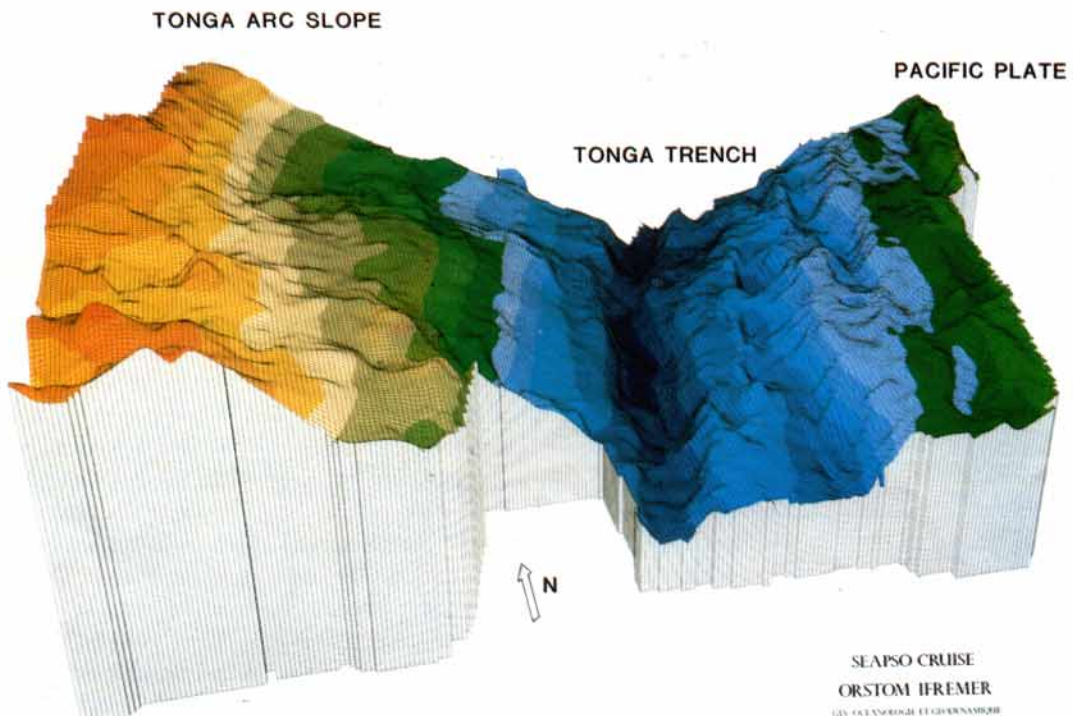 TONGA ARC SLOPE
PACIFIC PLATE
TONGA TRENCH
N
SEAPSO CRUISE
ORSTOM IFREMER